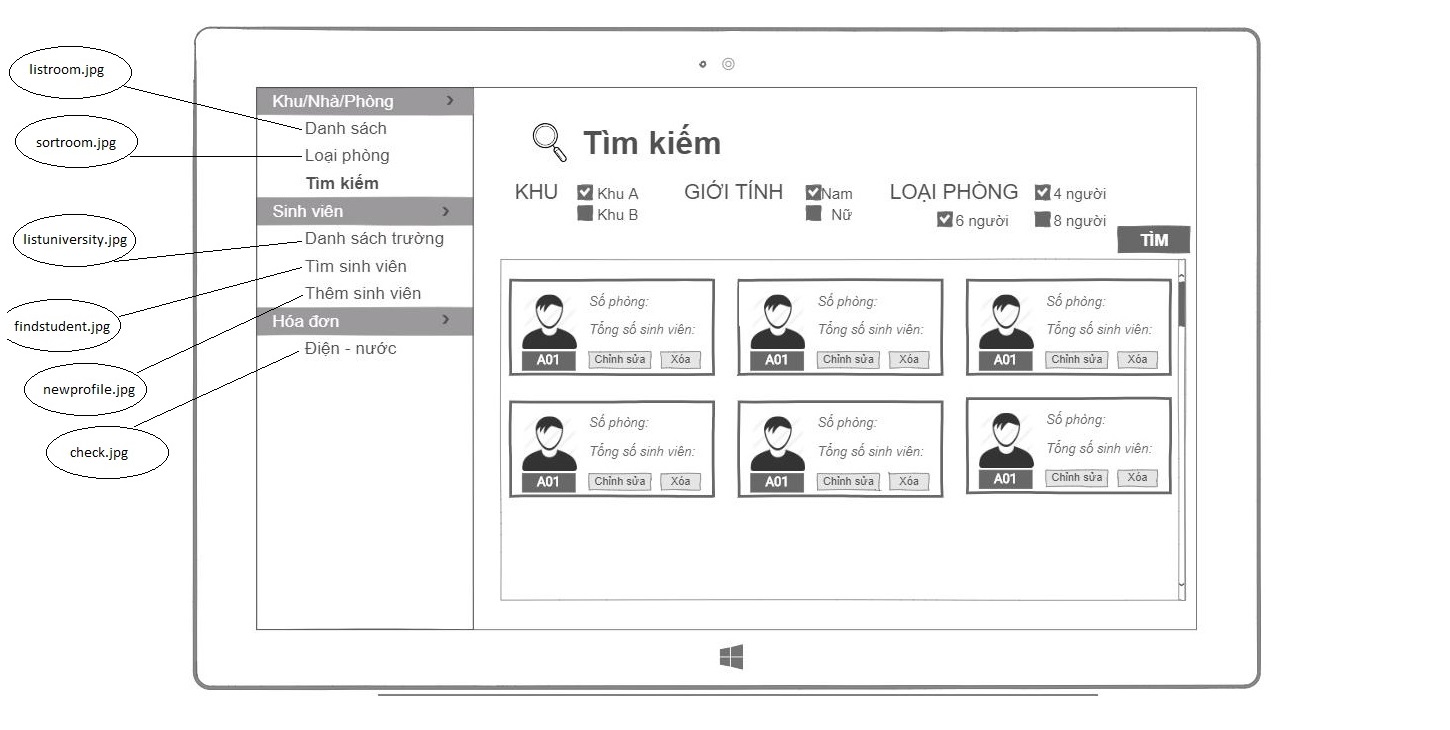 listroom.jpg
sortroom.jpg
listuniversity.jpg
findstudent.jpg
newprofile.jpg
check.jpg
Khu/Nhà/Phòng
Danh sách
Loại phòng
Tìm kiếm
Sinh viên
Danh sách trường
Tìm sinh viên
Thêm sinh viên
Hóa đơn
Điện - nước
Tìm kiếm
KHU Khu A GIỚI TÍNH Nam LOẠI PHÒNG 4 người
Khu B Nữ 6 người 8 người
TÌM
Số phòng:
Tổng số sinh viên:
A01 Chỉnh sửa Xóa
Số phòng:
Tổng số sinh viên:
A01 Chỉnh sửa Xóa
Số phòng:
Tổng số sinh viên:
A01 Chỉnh sửa Xóa
Số phòng:
Tổng số sinh viên:
A01 Chỉnh sửa Xóa
Số phòng:
Tổng số sinh viên:
A01 Chỉnh sửa Xóa
Số phòng:
Tổng số sinh viên:
A01 Chỉnh sửa Xóa